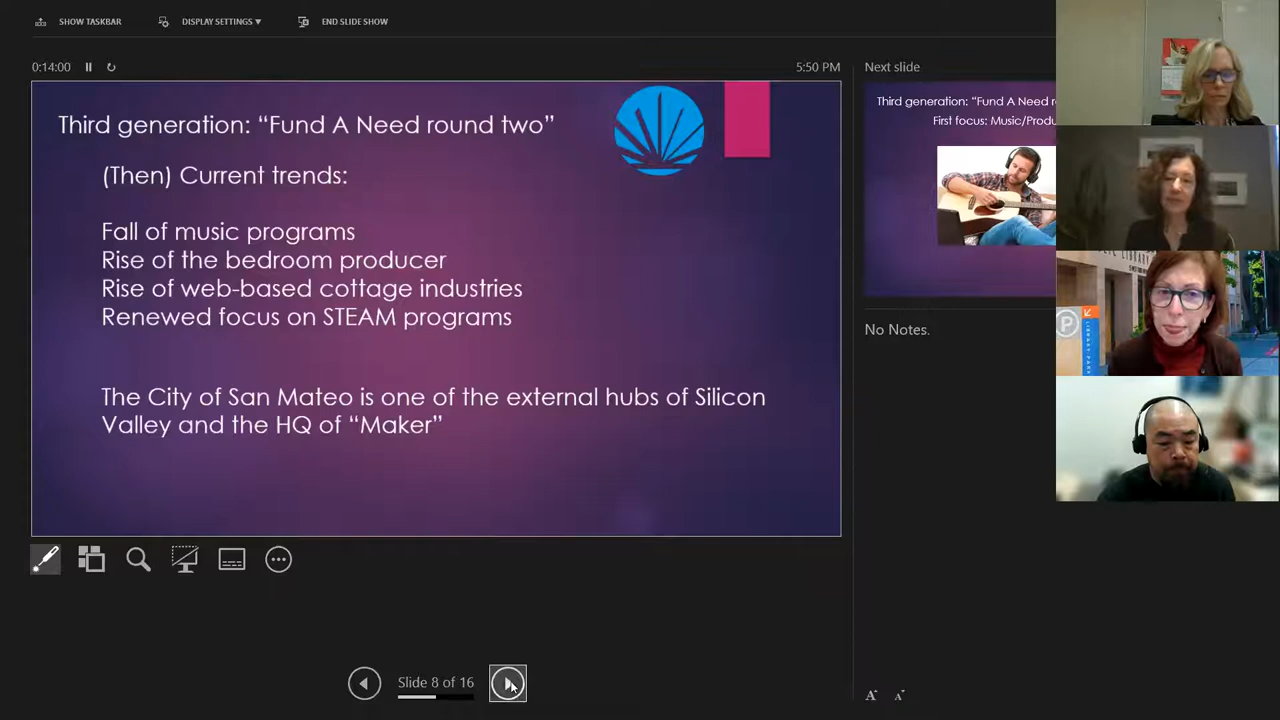 SHOW TASKBAR
DISPLAY SETTINGS ▼
END SLIDE SHOW
0:14:00
5:50 PM
Third generation: “Fund A Need round two”
(Then) Current trends:
Fall of music programs
Rise of the bedroom producer
Rise of web-based cottage industries
Renewed focus on STEAM programs
The City of San Mateo is one of the external hubs of Silicon
Valley and the HQ of “Maker”
Slide 8 of 16
Next slide
Third generation: “Fund A Need r
First focus: Music/Produ
No Notes.
A A
P
LIBRARY PARK